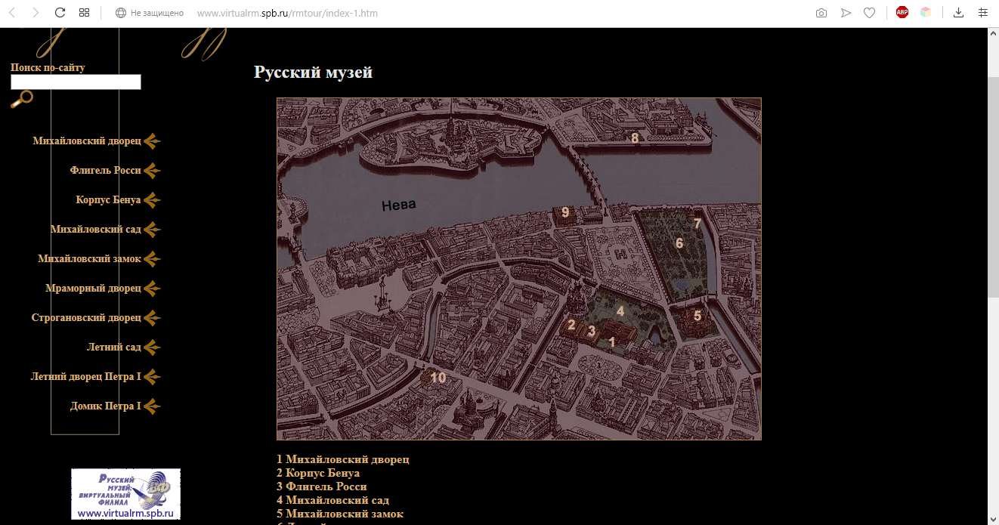 Не защищено www.virtualrm.spb.ru/rmtour/index-1.htm
ABP
Поиск по-сайту
Михайловский дворец
Флигель Росси
Корпус Бенуа
Михайловский сад
Михайловский замок
Мраморный дворец
Строгановский дворец
Летний сад
Летний дворец Петра I
Домик Петра I
Русский
музей:
виртуальный
филиал
ВФ
www.virtualrm.spb.ru
Русский музей
8
Нева
9
7
6
4
5
2
3
1
10
1 Михайловский дворец
2 Корпус Бенуа
3 Флигель Росси
4 Михайловский сад
5 Михайловский замок